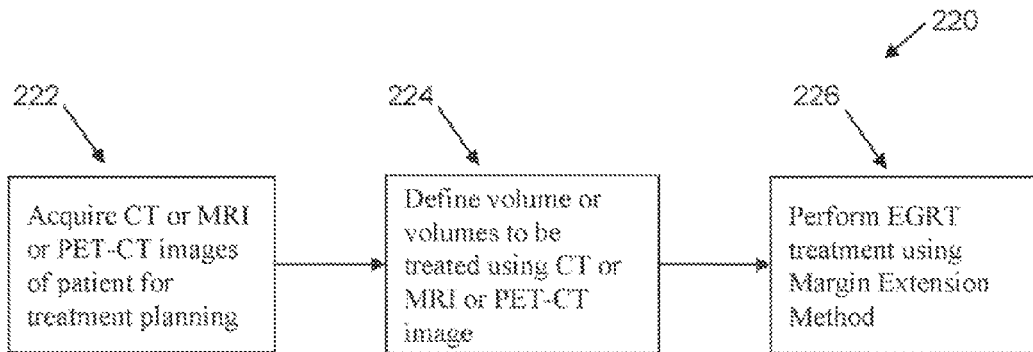 220
222
224
226
Acquire CT or MRI
or PET-CT images
of patient for
treatment planning
Define volume or
volumes to be
treated using CT or
MRI or PET-CT
image
Perform EGRT
treatment using
Margin Extension
Method